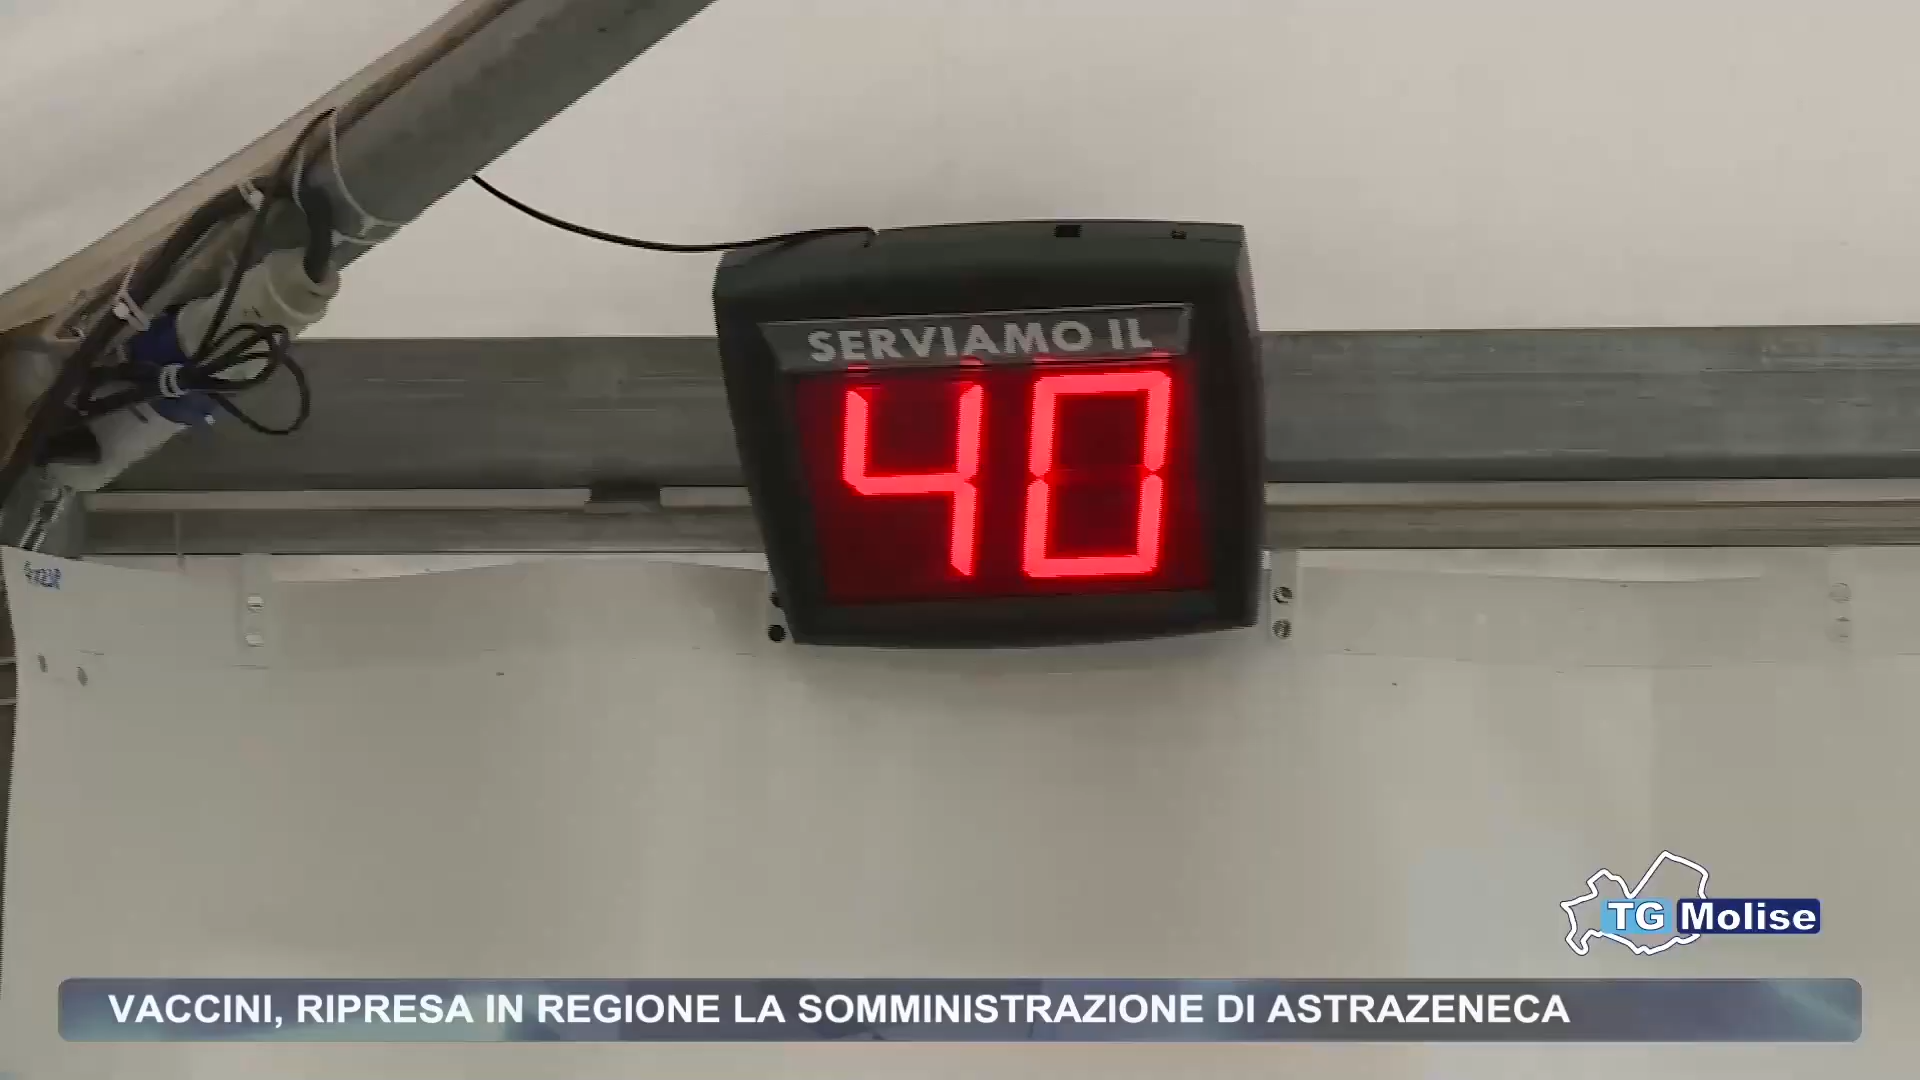 SERVIAMO IL
40
TG Molise
VACCINI, RIPRESA IN REGIONE LA SOMMINISTRAZIONE DI ASTRAZENECA